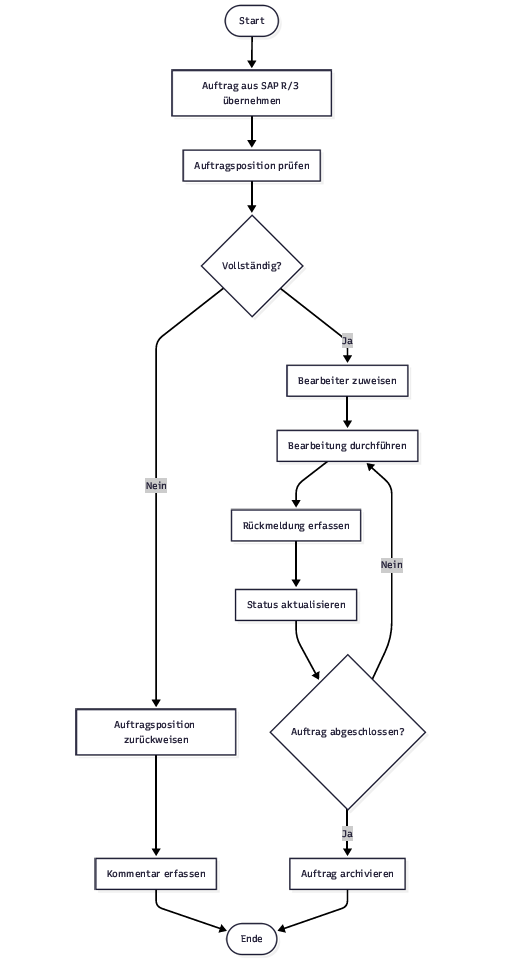 Start
Auftrag aus SAP R/3
übernehmen
Auftragsposition prüfen
Vollständig?
Ja
Bearbeiter zuweisen
Bearbeitung durchführen
Nein
Rückmeldung erfassen
Nein
Status aktualisieren
Auftragsposition
zurückweisen
Auftrag abgeschlossen?
Ja
Kommentar erfassen
Auftrag archivieren
Ende